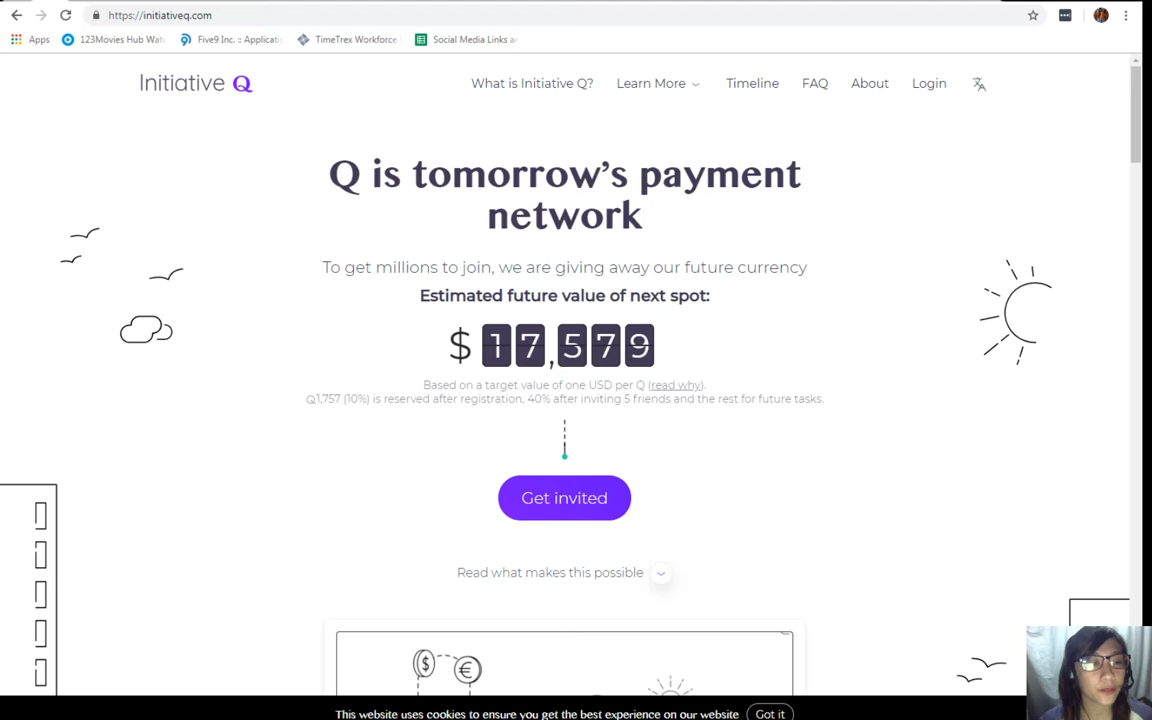 https://initiativeq.com
Apps
123Movies Hub Wat
Five9 Inc. :: Applicati
TimeTrex Workforce
Social Media Links a
Initiative Q
What is Initiative Q?
Learn More
Timeline
FAQ
About
Login
Q is tomorrow's payment
network
To get millions to join, we are giving away our future currency
Estimated future value of next spot:
$ 17,579
Based on a target value of one USD per Q (read why).
Q1,757 (10%) is reserved after registration, 40% after inviting 5 friends and the rest for future tasks.
Get invited
Read what makes this possible
$ €
This website uses cookies to ensure you get the best experience on our website
Got it